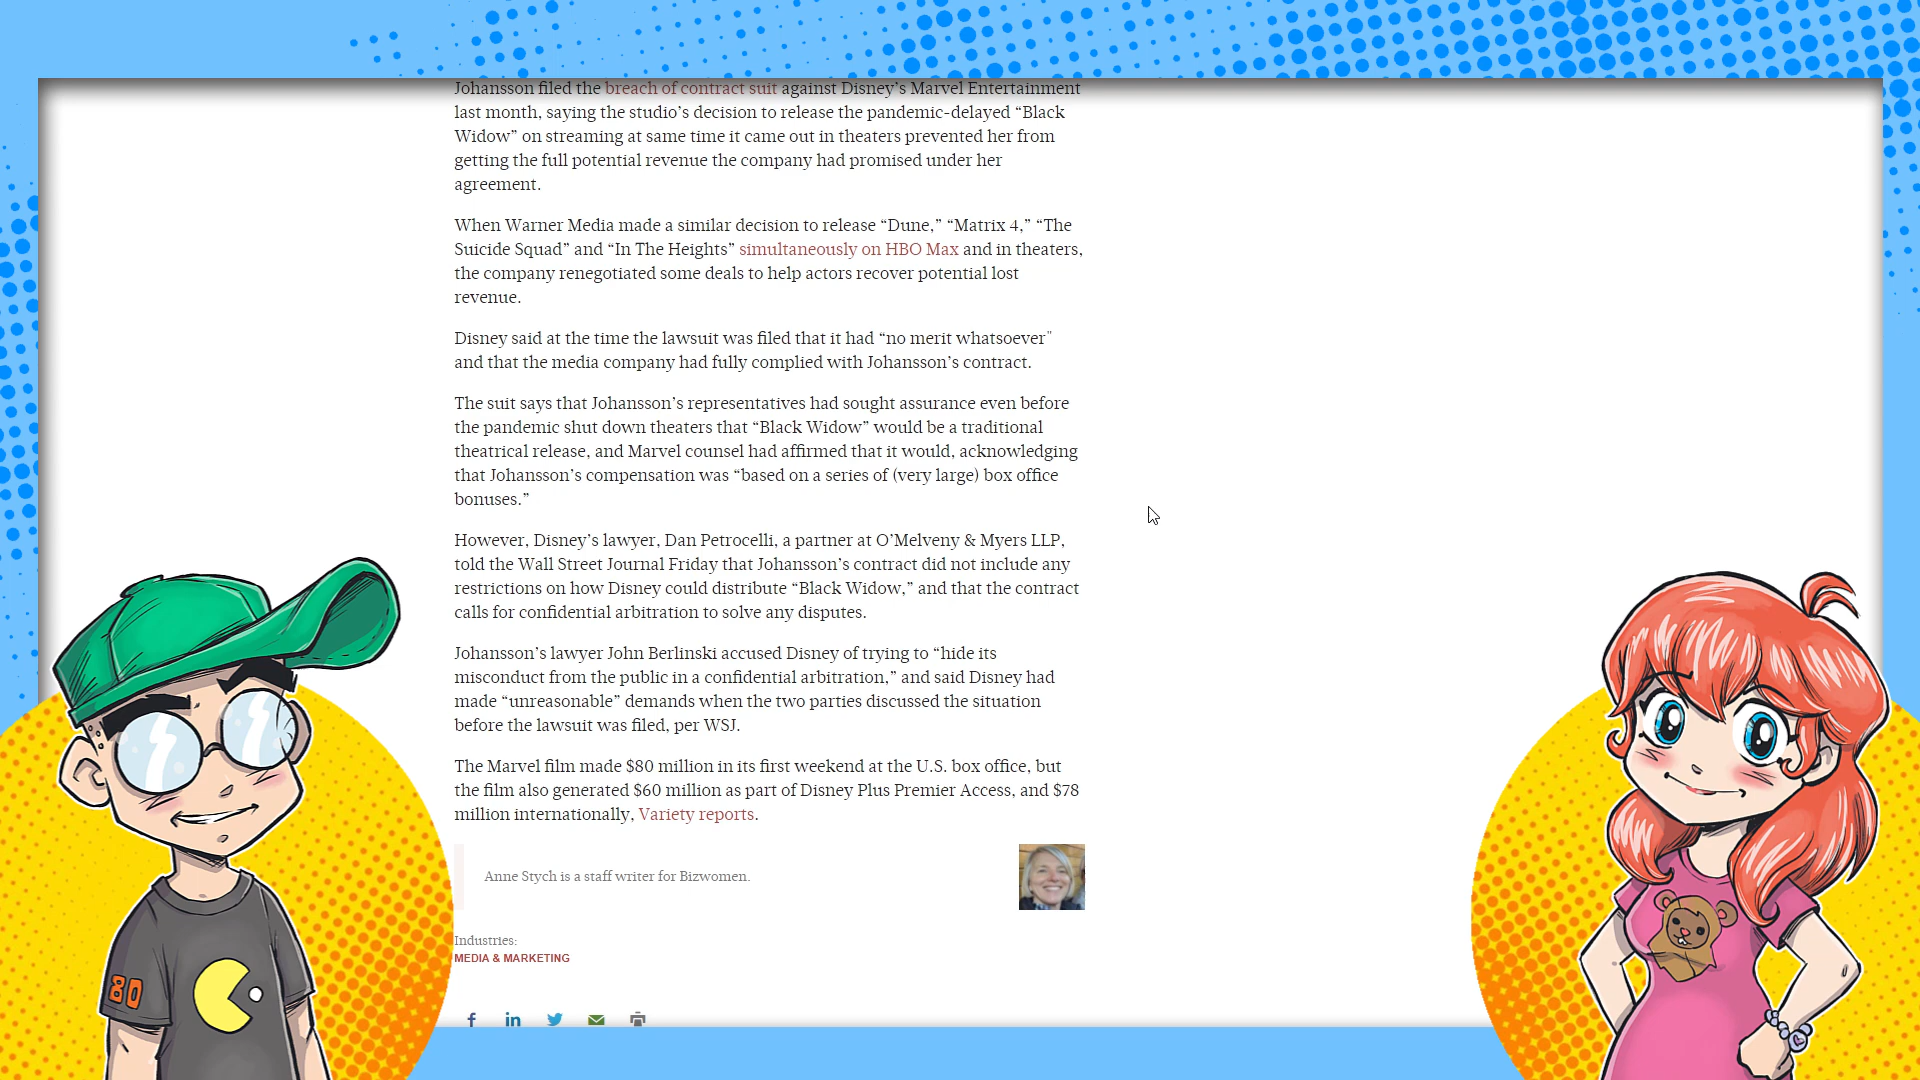 Johansson filed the breach of contract suit against Disney’s Marvel Entertainment
last month, saying the studio’s decision to release the pandemic-delayed “Black
Widow” on streaming at same time it came out in theaters prevented her from
getting the full potential revenue the company had promised under her
agreement.
When Warner Media made a similar decision to release “Dune,” “Matrix 4,” “The
Suicide Squad” and “In The Heights” simultaneously on HBO Max and in theaters,
the company renegotiated some deals to help actors recover potential lost
revenue.
Disney said at the time the lawsuit was filed that it had “no merit whatsoever"
and that the media company had fully complied with Johansson’s contract.
The suit says that Johansson’s representatives had sought assurance even before
the pandemic shut down theaters that “Black Widow” would be a traditional
theatrical release, and Marvel counsel had affirmed that it would, acknowledging
that Johansson’s compensation was “based on a series of (very large) box office
bonuses.”
However, Disney’s lawyer, Dan Petrocelli, a partner at O’Melveny & Myers LLP,
told the Wall Street Journal Friday that Johansson’s contract did not include any
restrictions on how Disney could distribute “Black Widow,” and that the contract
calls for confidential arbitration to solve any disputes.
Johansson’s lawyer John Berlinski accused Disney of trying to “hide its
misconduct from the public in a confidential arbitration,” and said Disney had
made “unreasonable” demands when the two parties discussed the situation
before the lawsuit was filed, per WSJ.
The Marvel film made $80 million in its first weekend at the U.S. box office, but
the film also generated $60 million as part of Disney Plus Premier Access, and $78
million internationally, Variety reports.
Anne Stych is a staff writer for Bizwomen.
Industries:
MEDIA & MARKETING
80